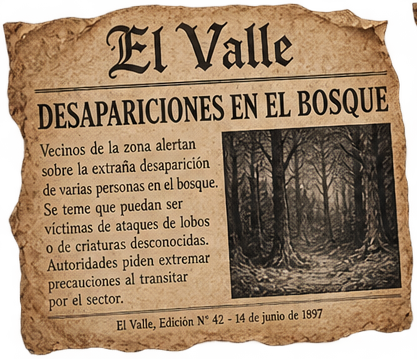 El Valle
DESAPARICIONES EN EL BOSQUE
Vecinos de la zona alertan
sobre la extraña desaparición
de varias personas en el bosque.
Se teme que puedan ser
víctimas de ataques de lobos
o de criaturas desconocidas.
Autoridades piden extremar
precauciones al transitar
por el sector.
El Valle, Edición N° 42 - 14 de junio de 1897